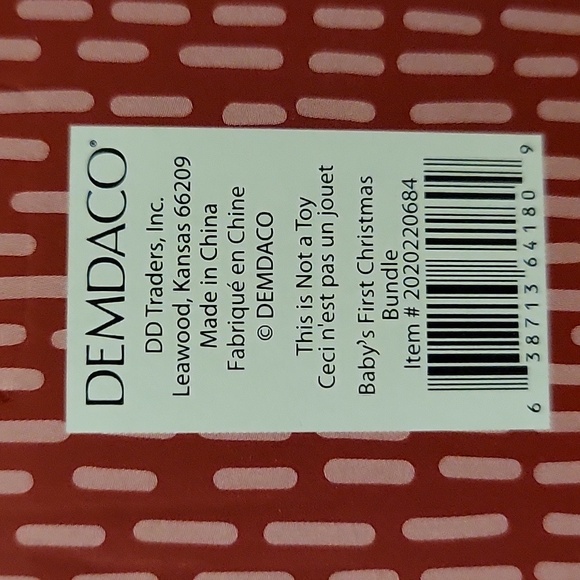 DEMDACO®
DD Traders, Inc.
Leawood, Kansas 66209
Made in China
Fabriqué en Chine
© DEMDACO
This is Not a Toy
Ceci n'est pas un jouet
Baby's First Christmas
Bundle
Item # 2020220684
6 38713 64180 9